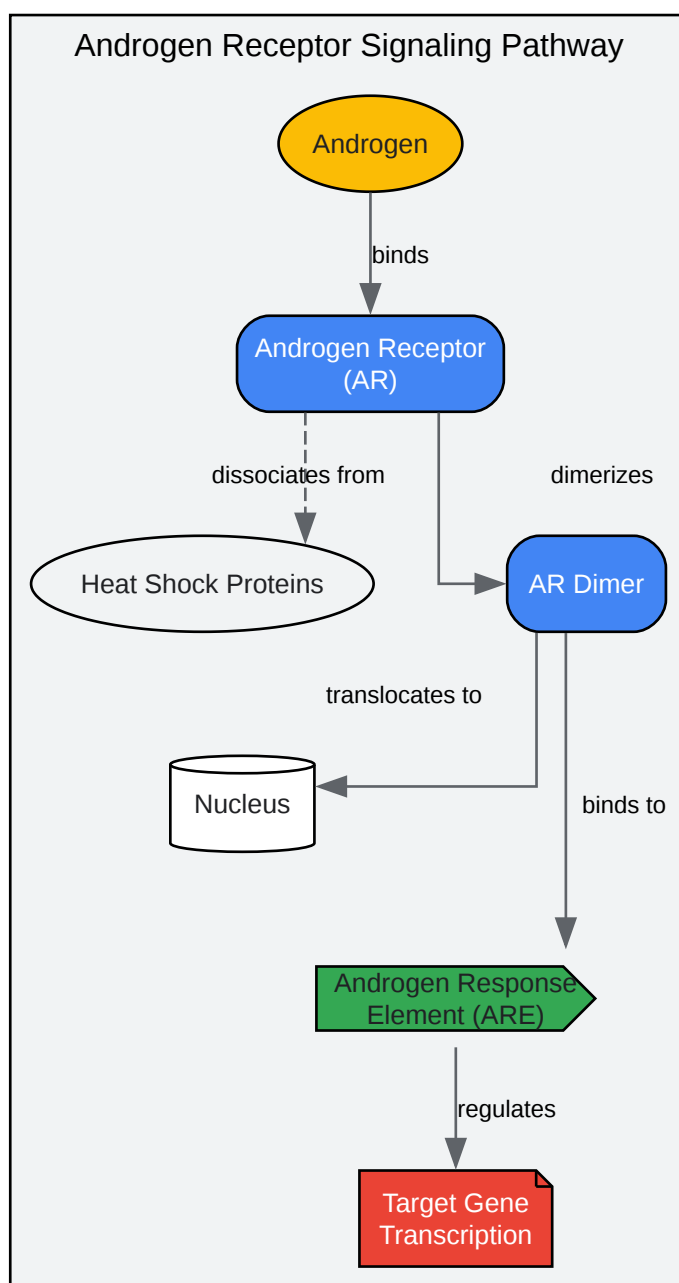 Androgen Receptor Signaling Pathway
Androgen
binds
Androgen Receptor
(AR)
dissociates from
dimerizes
Heat Shock Proteins
AR Dimer
translocates to
Nucleus
binds to
Androgen Response
Element (ARE)
regulates
Target Gene
Transcription